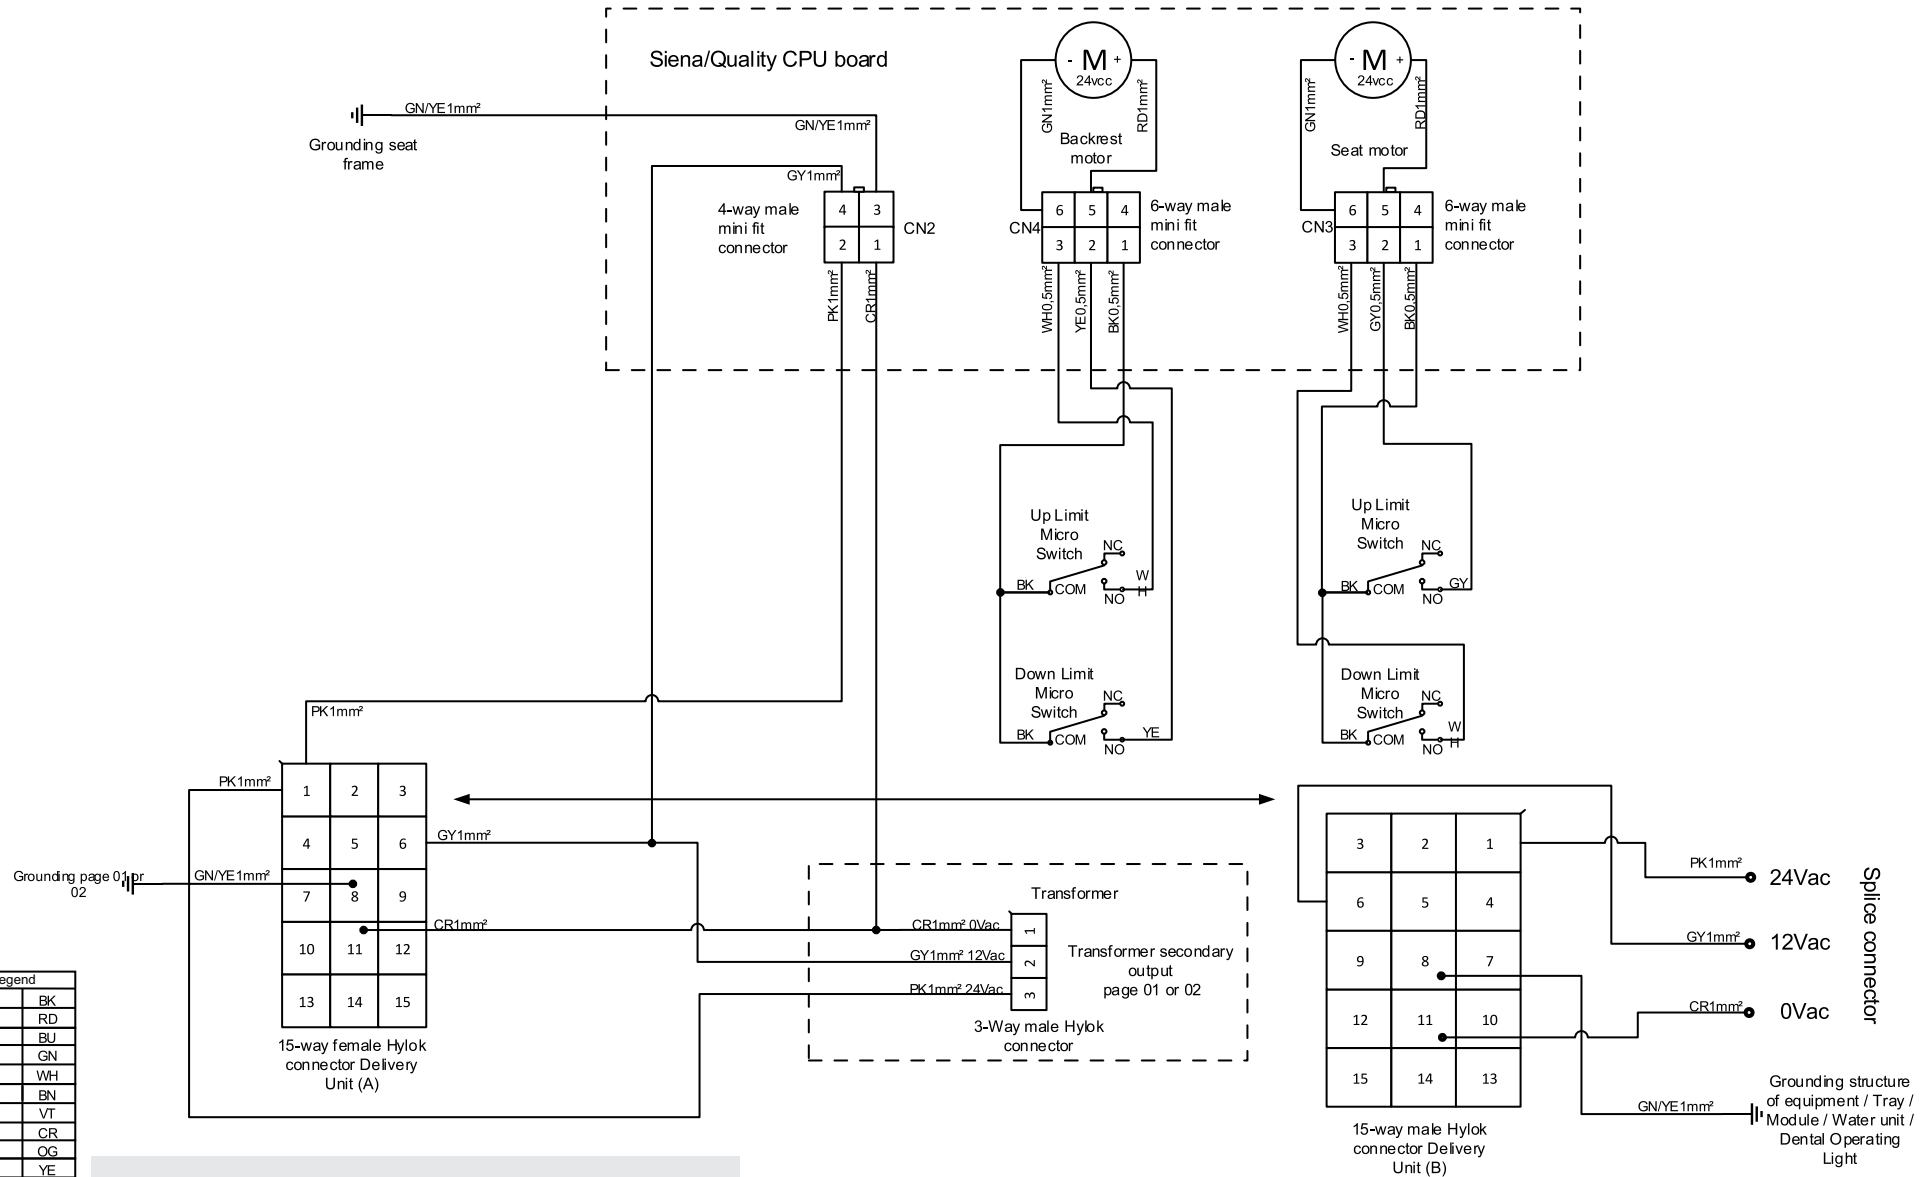 Siena/Quality CPU board
- M +
24vcc
GN1mm²
RD1mm²
Backrest
motor
- M +
24vcc
GN1mm²
RD1mm²
Seat motor
GN/YE1mm²
GN/YE1mm²
Grounding seat
frame
GY1mm²
4-way male
mini fit
connector
4 3
2 1
CN2
CN4
6 5 4
3 2 1
6-way male
mini fit
connector
CN3
6 5 4
3 2 1
6-way male
mini fit
connector
PK1mm²
CR1mm²
WH0,5mm²
YE0,5mm²
BK0,5mm²
WH0,5mm²
GY0,5mm²
BK0,5mm²
Up Limit
Micro
Switch
NC
BK
COM
NO
W
H
Up Limit
Micro
Switch
NC
BK
COM
NO
GY
Down Limit
Micro
Switch
NC
BK
COM
NO
YE
Down Limit
Micro
Switch
NC
BK
COM
NO
W
H
PK1mm²
PK1mm²
1 2 3
4 5 6
7 8 9
10 11 12
13 14 15
GY1mm²
Grounding page 01 or
02
GN/YE1mm²
CR1mm²
15-way female Hylok
connector Delivery
Unit (A)
Transformer
CR1mm² 0Vac
GY1mm² 12Vac
PK1mm² 24Vac
1
2
3
Transformer secondary
output
page 01 or 02
3-Way male Hylok
connector
3 2 1
6 5 4
9 8 7
12 11 10
15 14 13
15-way male Hylok
connector Delivery
Unit (B)
PK1mm²
24Vac
GY1mm²
12Vac
CR1mm²
0Vac
Splice connector
GN/YE1mm²
Grounding structure
of equipment / Tray /
Module / Water unit /
Dental Operating
Light
egend
BK
RD
BU
GN
WH
BN
VT
CR
OG
YE